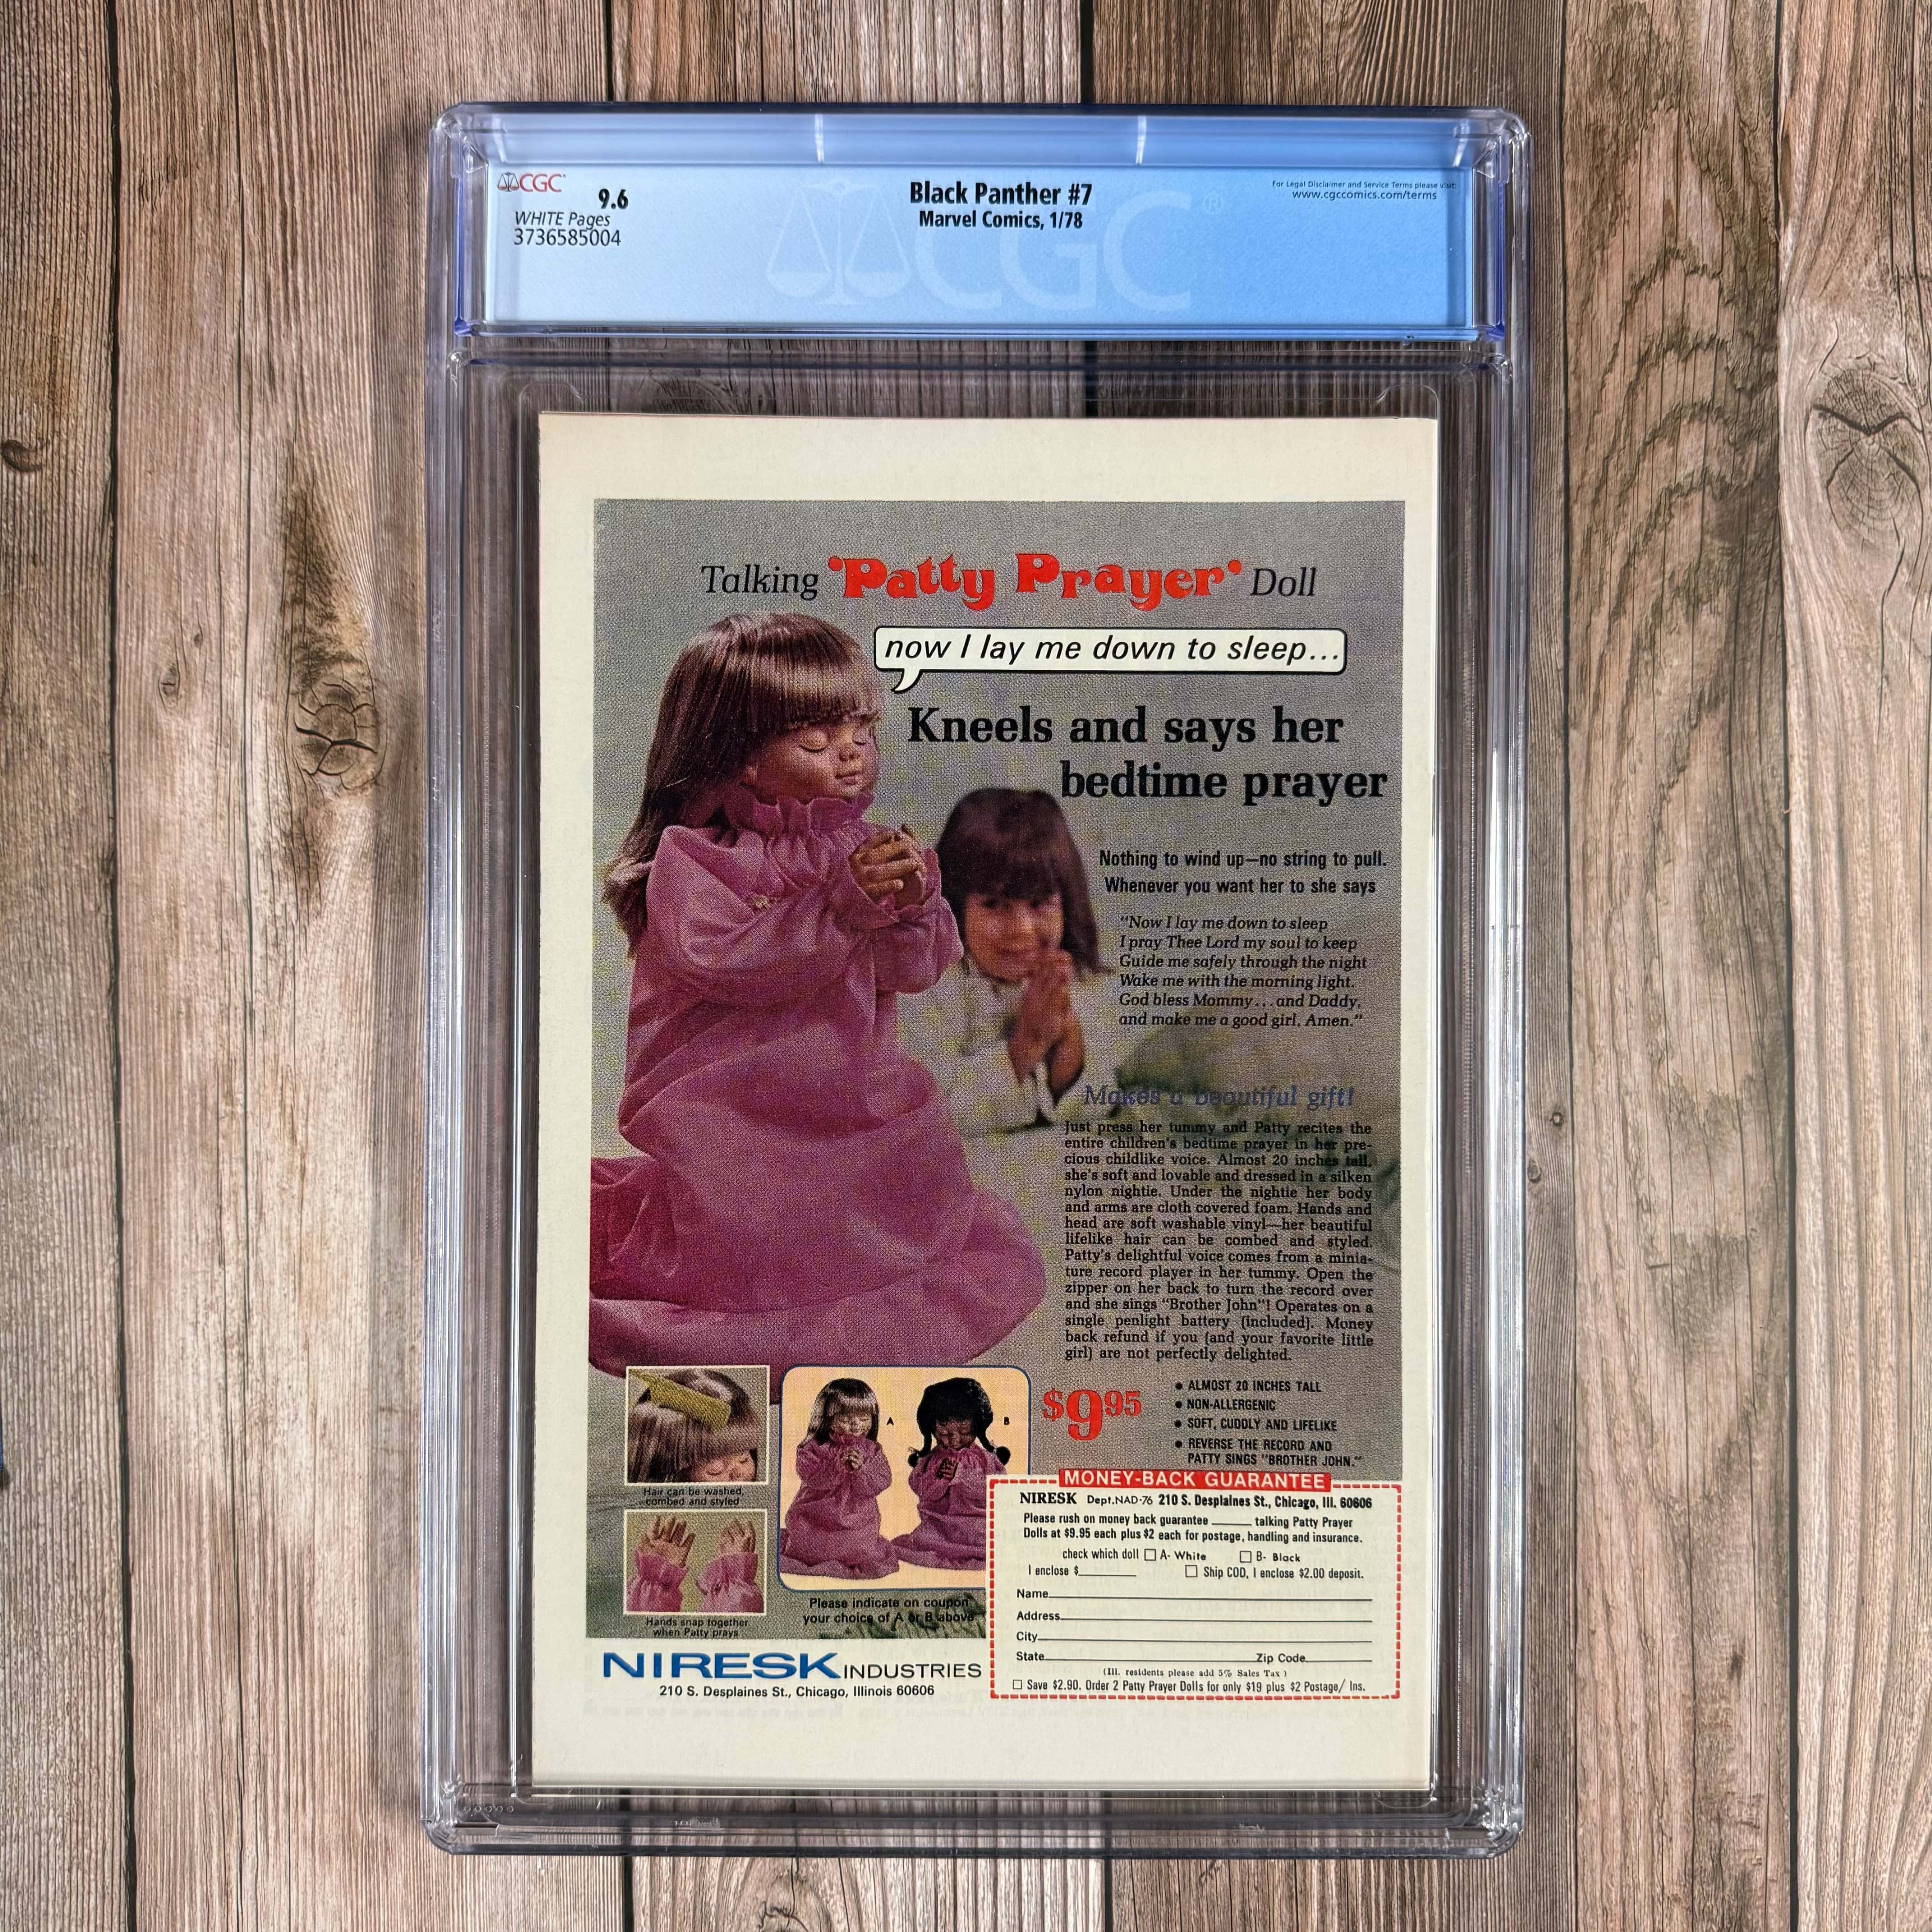 CGC
9.6
WHITE Pages
3736585004
Black Panther #7
Marvel Comics, 1/78
For Legal Disclaimer and Service Terms please visit:
www.cgccomics.com/terms
CGC®
Talking 'Patty Prayer' Doll
now I lay me down to sleep...
Kneels and says her
bedtime prayer
Nothing to wind up—no string to pull.
Whenever you want her to she says
"Now I lay me down to sleep
I pray Thee Lord my soul to keep
Guide me safely through the night
Wake me with the morning light.
God bless Mommy...and Daddy,
and make me a good girl, Amen."
Makes a beautiful gift!
Just press her tummy and Patty recites the
entire children's bedtime prayer in her pre-
cious childlike voice. Almost 20 inches tall,
she's soft and lovable and dressed in a silken
nylon nightie. Under the nightie her body
and arms are cloth covered foam. Hands and
head are soft washable vinyl—her beautiful
lifelike hair can be combed and styled.
Patty's delightful voice comes from a minia-
ture record player in her tummy. Open the
zipper on her back to turn the record over
and she sings "Brother John"! Operates on a
single penlight battery (included). Money
back refund if you (and your favorite little
girl) are not perfectly delighted.
$9.95
• ALMOST 20 INCHES TALL
• NON-ALLERGENIC
• SOFT, CUDDLY AND LIFELIKE
• REVERSE THE RECORD AND
PATTY SINGS "BROTHER JOHN."
Hair can be washed,
combed and styled
Hands snap together
when Patty prays
A
B
Please indicate on coupon
your choice of A or B above
NIRESK INDUSTRIES
210 S. Desplaines St., Chicago, Illinois 60606
MONEY-BACK GUARANTEE
NIRESK Dept.NAD-76 210 S. Desplaines St., Chicago, Ill. 60606
Please rush on money back guarantee ______ talking Patty Prayer
Dolls at $9.95 each plus $2 each for postage, handling and insurance.
check which doll □ A- White □ B- Black
I enclose $________ □ Ship COD, I enclose $2.00 deposit.
Name
Address
City
State Zip Code
(Ill. residents please add 5% Sales Tax)
□ Save $2.90. Order 2 Patty Prayer Dolls for only $19 plus $2 Postage/ Ins.